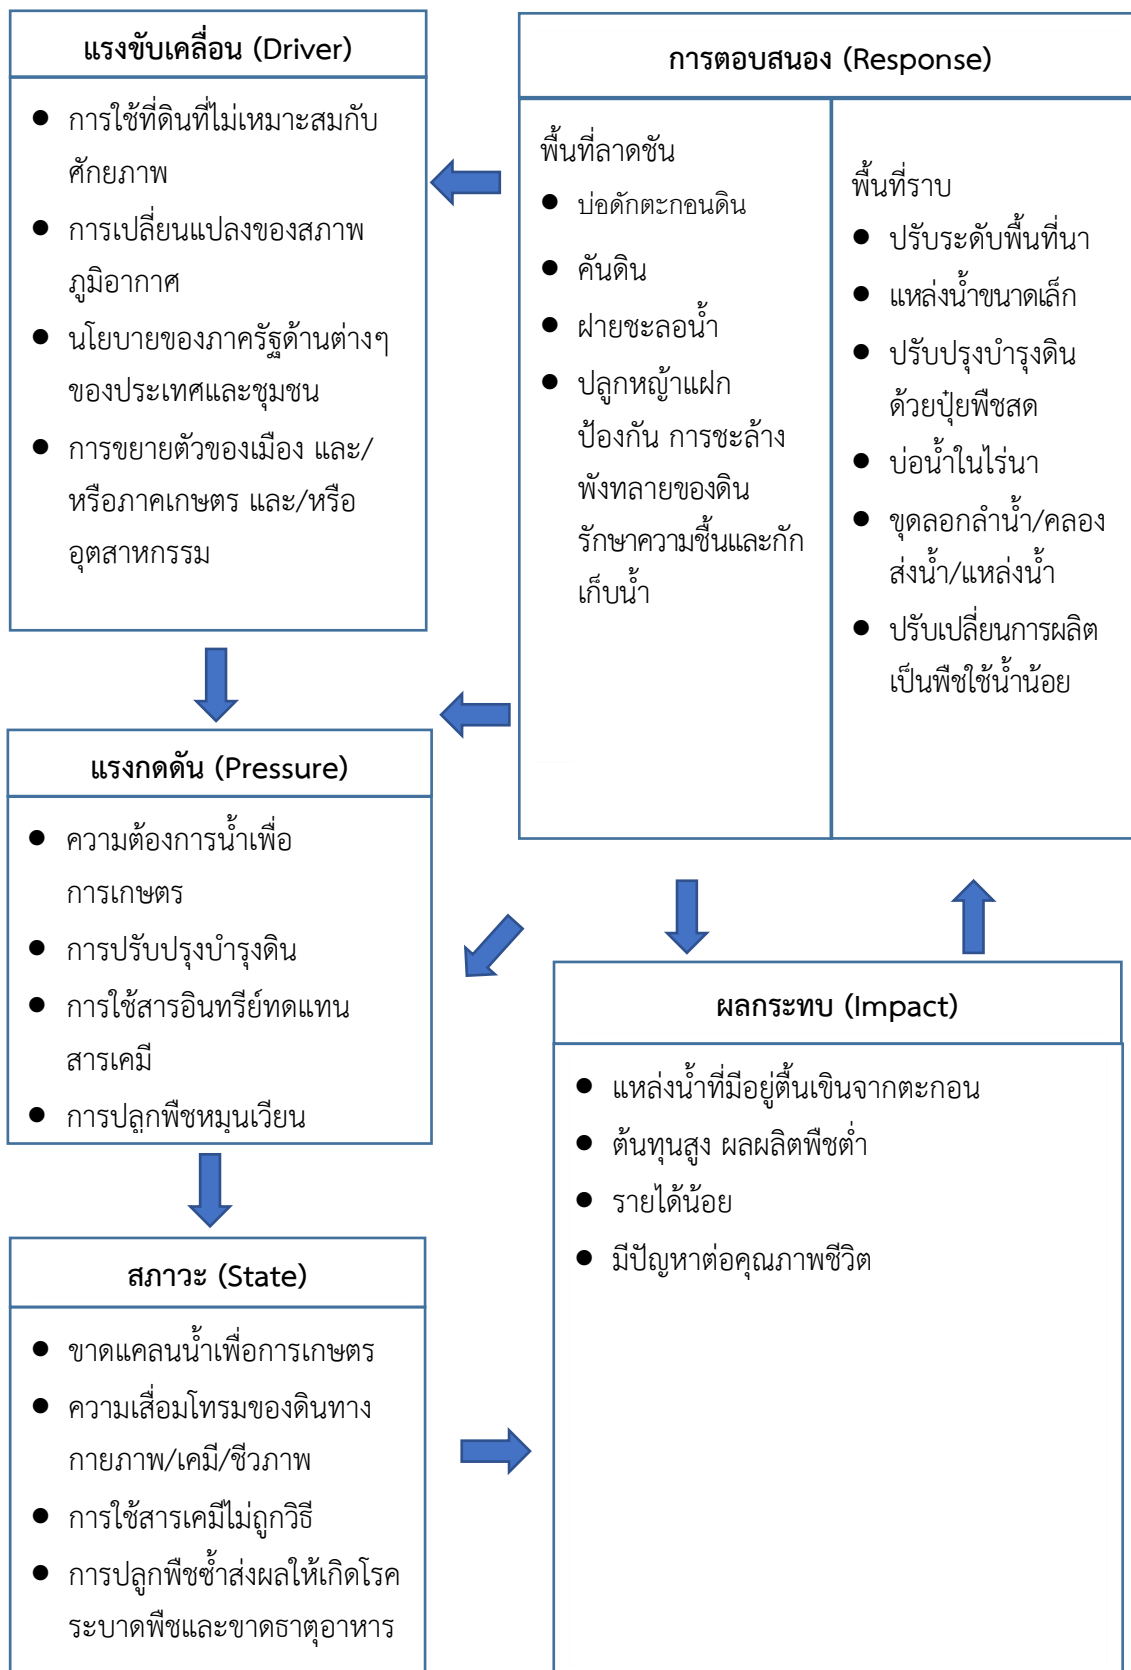 แรงขับเคลื่อน (Driver)
● การใช้ที่ดินที่ไม่เหมาะสมกับ
ศักยภาพ
● การเปลี่ยนแปลงของสภาพ
ภูมิอากาศ
● นโยบายของภาครัฐด้านต่างๆ
ของประเทศและชุมชน
● การขยายตัวของเมือง และ/
หรือภาคเกษตร และ/หรือ
อุตสาหกรรม
การตอบสนอง (Response)
พื้นที่ลาดชัน
● บ่อดักตะกอนดิน
● คันดิน
● ฝายชะลอน้ำ
● ปลูกหญ้าแฝก
ป้องกัน การชะล้าง
พังทลายของดิน
รักษาความชื้นและกัก
เก็บน้ำ
พื้นที่ราบ
● ปรับระดับพื้นที่นา
● แหล่งน้ำขนาดเล็ก
● ปรับปรุงบำรุงดิน
ด้วยปุ๋ยพืชสด
● บ่อน้ำในไร่นา
● ขุดลอกลำน้ำ/คลอง
ส่งน้ำ/แหล่งน้ำ
● ปรับเปลี่ยนการผลิต
เป็นพืชใช้น้ำน้อย
แรงกดดัน (Pressure)
● ความต้องการน้ำเพื่อ
การเกษตร
● การปรับปรุงบำรุงดิน
● การใช้สารอินทรีย์ทดแทน
สารเคมี
● การปลูกพืชหมุนเวียน
สภาวะ (State)
● ขาดแคลนน้ำเพื่อการเกษตร
● ความเสื่อมโทรมของดินทาง
กายภาพ/เคมี/ชีวภาพ
● การใช้สารเคมีไม่ถูกวิธี
● การปลูกพืชซ้ำส่งผลให้เกิดโรค
ระบาดพืชและขาดธาตุอาหาร
ผลกระทบ (Impact)
● แหล่งน้ำที่มีอยู่ตื้นเขินจากตะกอน
● ต้นทุนสูง ผลผลิตพืชต่ำ
● รายได้น้อย
● มีปัญหาต่อคุณภาพชีวิต